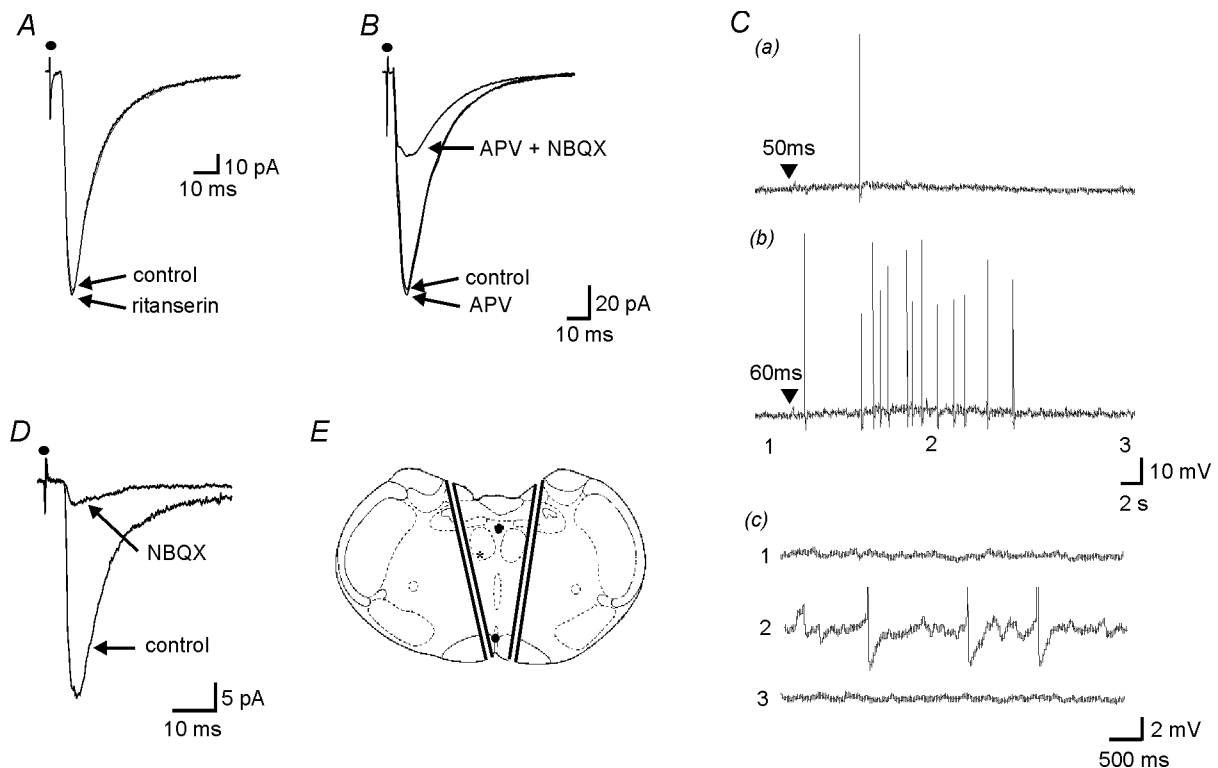 A
10 pA
10 ms
control
ritanserin
B
APV + NBQX
control
APV
20 pA
10 ms
C
(a)
50ms
(b)
60ms
1 2 3
10 mV
2 s
(c)
1
2
3
2 mV
500 ms
D
NBQX
control
5 pA
10 ms
E
*